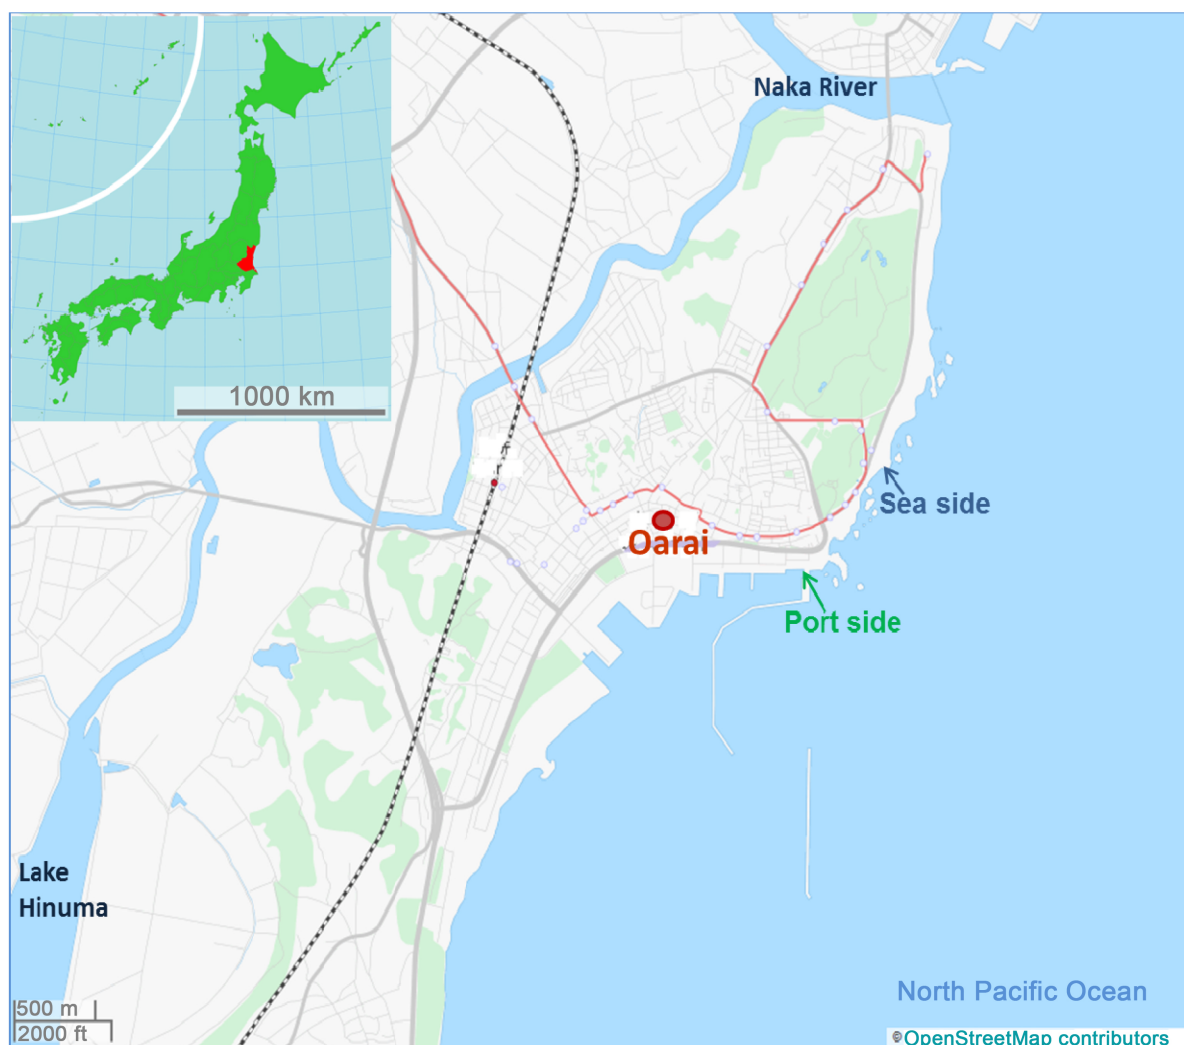 Naka River
1000 km
Sea side
Oarai
Port side
Lake
Hinuma
North Pacific Ocean
500 m
2000 ft
©OpenStreetMap contributors